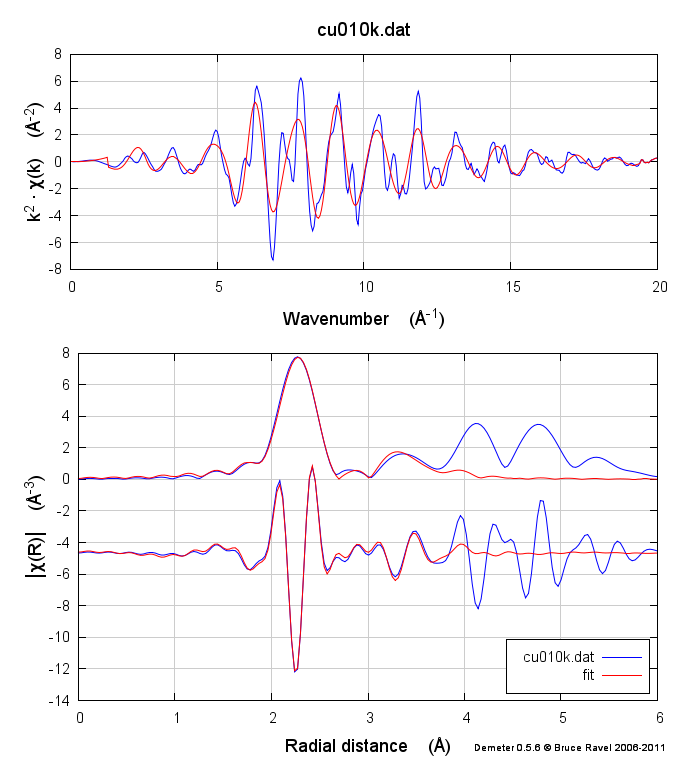 cu010k.dat
8
6
4
2
0
-2
-4
-6
-8
k² · χ(k) (Å⁻²)
0 5 10 15 20
Wavenumber (Å⁻¹)
8
6
4
2
0
-2
-4
-6
-8
-10
-12
-14
|χ(R)| (Å⁻³)
cu010k.dat
fit
0 1 2 3 4 5 6
Radial distance (Å)
Demeter 0.5.6 © Bruce Ravel 2006-2011